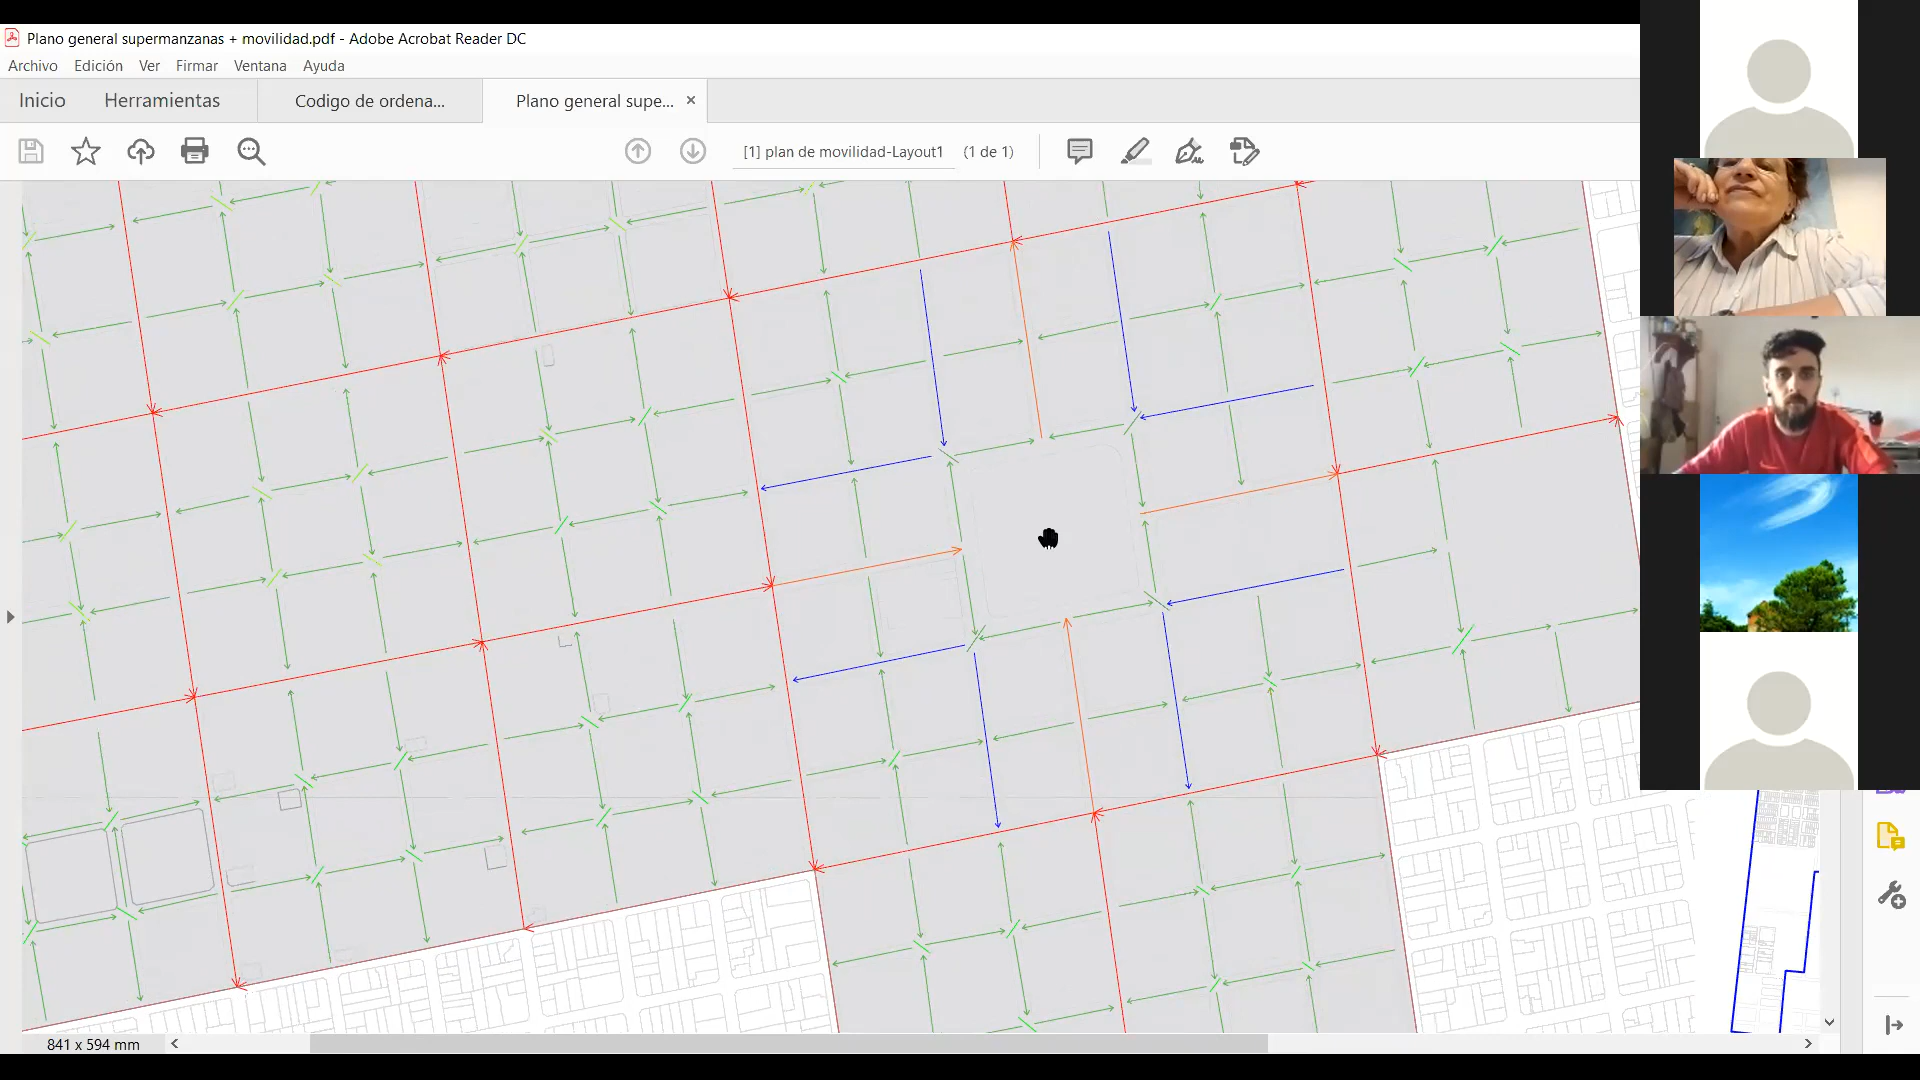 Plano general supermanzanas + movilidad.pdf - Adobe Acrobat Reader DC
Archivo Edición Ver Firmar Ventana Ayuda
Inicio Herramientas Codigo de ordena... Plano general supe... ×
[1] plan de movilidad-Layout1 (1 de 1)
841 x 594 mm